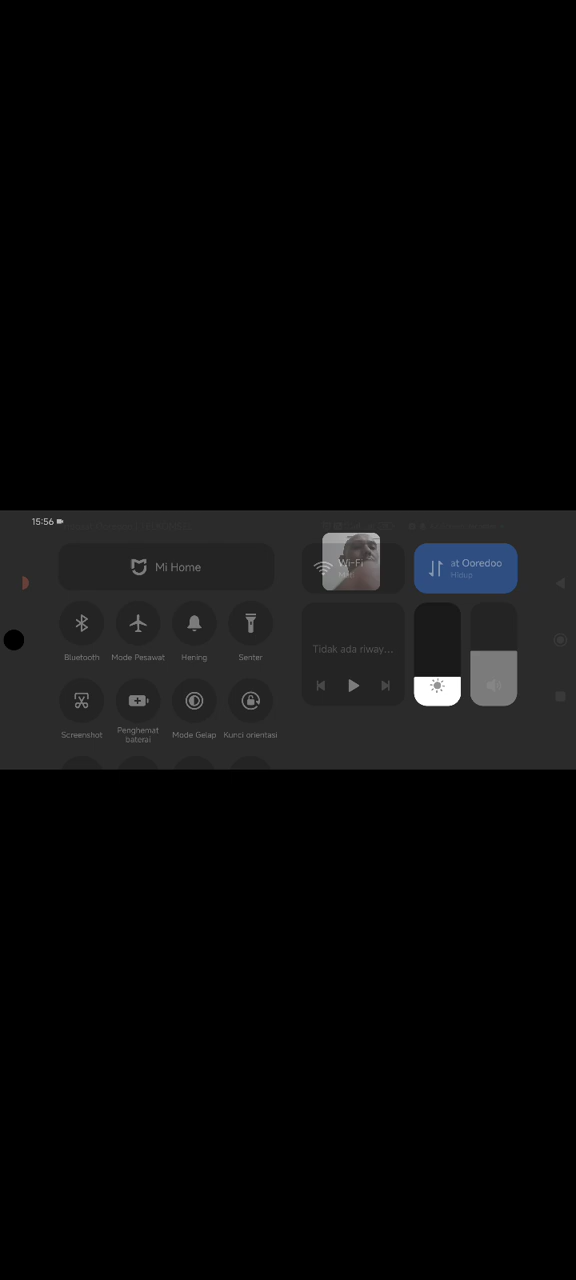 15:56
Mi Home
Wi-Fi
at Ooredoo
Hidup
Bluetooth
Mode Pesawat
Hening
Senter
Tidak ada riway...
Screenshot
Penghemat
baterai
Mode Gelap
Kunci orientasi